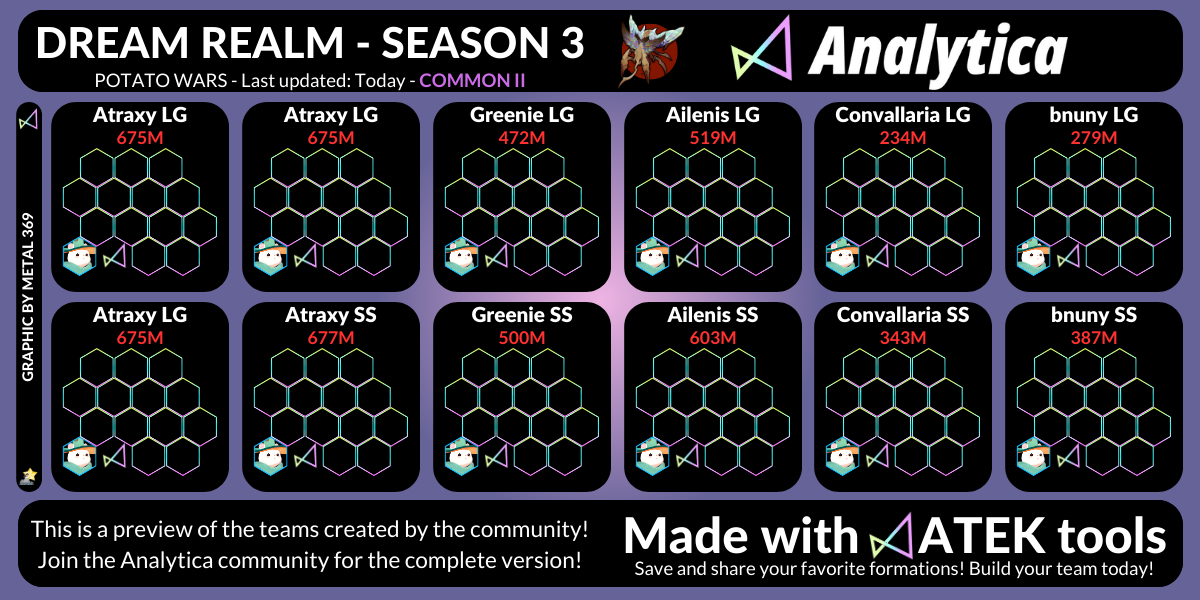 DREAM REALM - SEASON 3
POTATO WARS - Last updated: Today - COMMON II
Analytica
GRAPHIC BY METAL 369
Atraxy LG
675M
Atraxy LG
675M
Greenie LG
472M
Ailenis LG
519M
Convallaria LG
234M
bnuny LG
279M
Atraxy LG
675M
Atraxy SS
677M
Greenie SS
500M
Ailenis SS
603M
Convallaria SS
343M
bnuny SS
387M
This is a preview of the teams created by the community!
Join the Analytica community for the complete version!
Made with ATEK tools
Save and share your favorite formations! Build your team today!